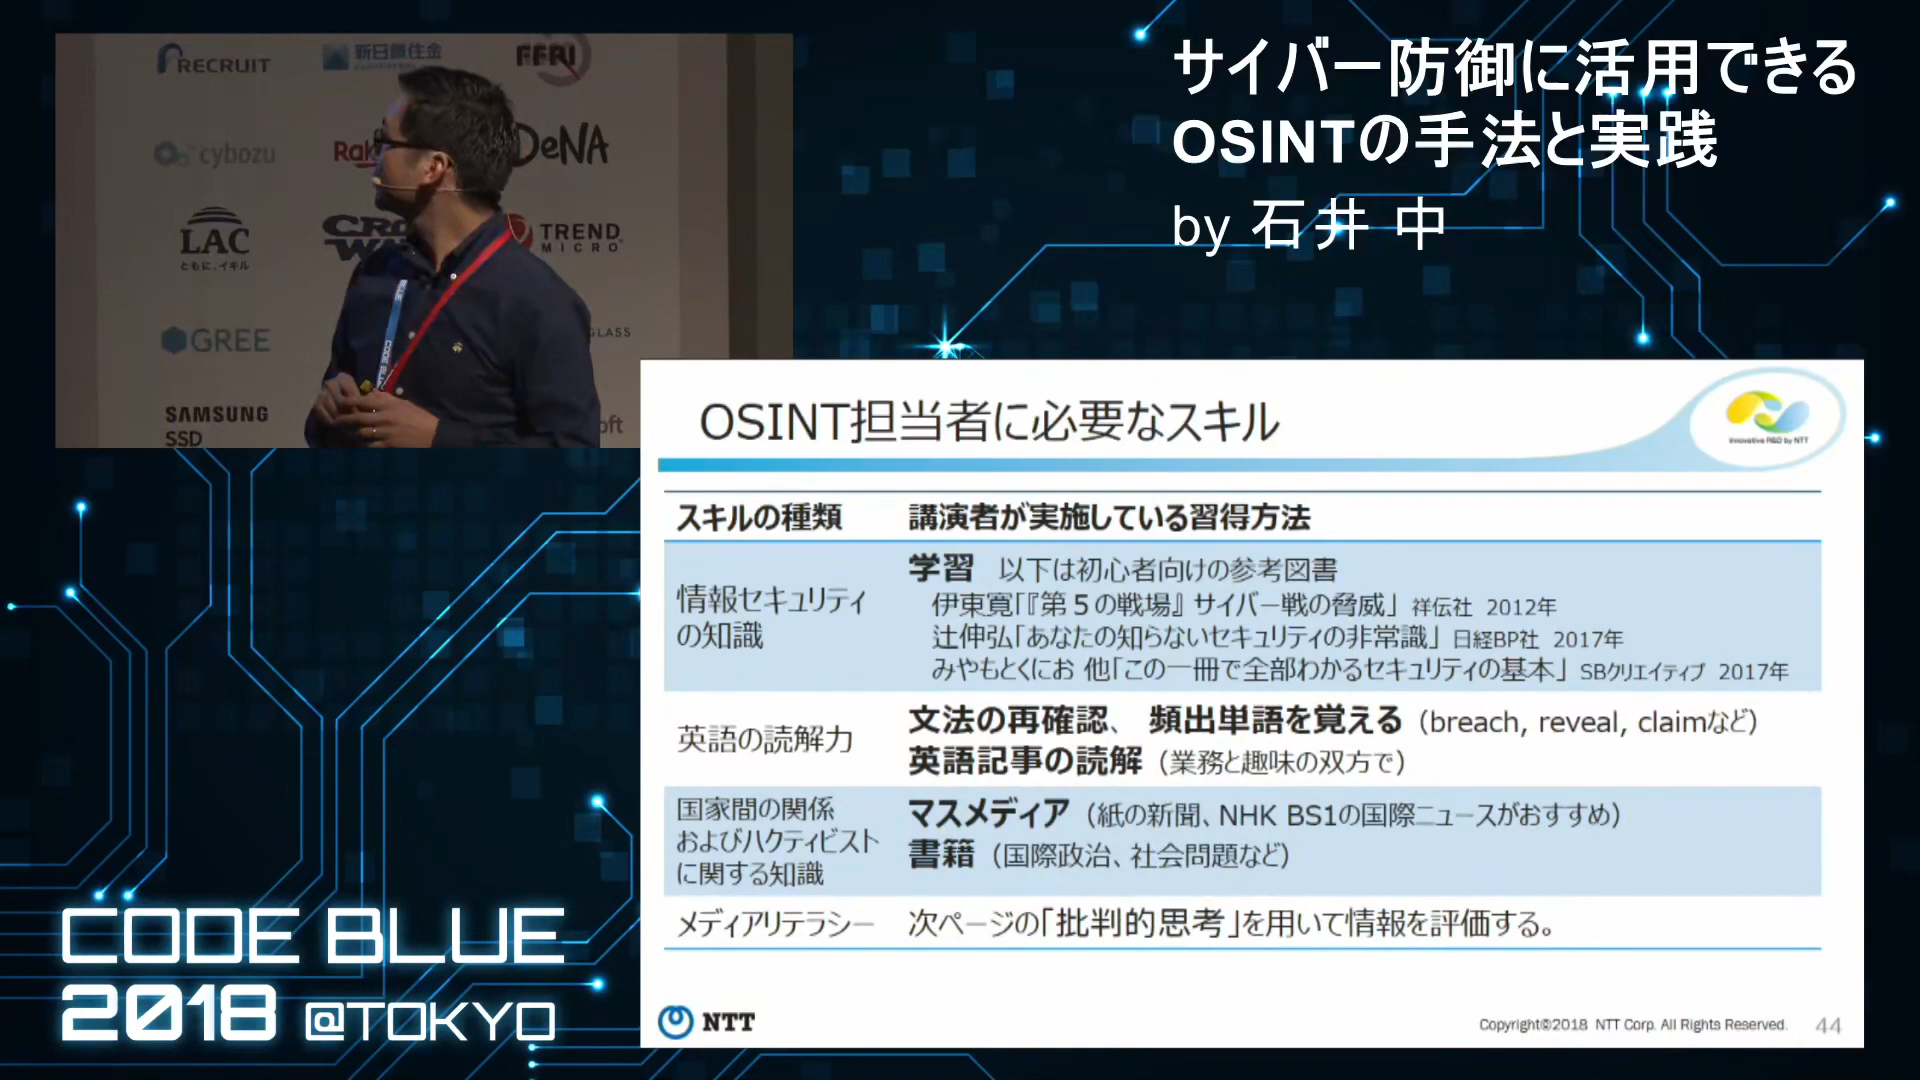 RECRUIT
新日鐵住金
FFRI
cybozu
Rak
DeNA
LAC
ともに、イキル
CRO
WA
TREND
MICRO
GREE
GLASS
SAMSUNG
SSD
oft
CODE BLUE
サイバー防御に活用できる
OSINTの手法と実践
by 石井 中
OSINT担当者に必要なスキル
Innovative R&D by NTT
スキルの種類 講演者が実施している習得方法
情報セキュリティ
の知識
学習 以下は初心者向けの参考図書
伊東寛「『第５の戦場』 サイバー戦の脅威」 祥伝社 2012年
辻伸弘「あなたの知らないセキュリティの非常識」 日経BP社 2017年
みやもとくにお 他「この一冊で全部わかるセキュリティの基本」 SBクリエイティブ 2017年
英語の読解力
文法の再確認、 頻出単語を覚える（breach, reveal, claimなど）
英語記事の読解（業務と趣味の双方で）
国家間の関係
およびハクティビスト
に関する知識
マスメディア（紙の新聞、NHK BS1の国際ニュースがおすすめ）
書籍（国際政治、社会問題など）
メディアリテラシー 次ページの「批判的思考」を用いて情報を評価する。
NTT
Copyright©2018 NTT Corp. All Rights Reserved. 44
CODE BLUE
2018 @TOKYO